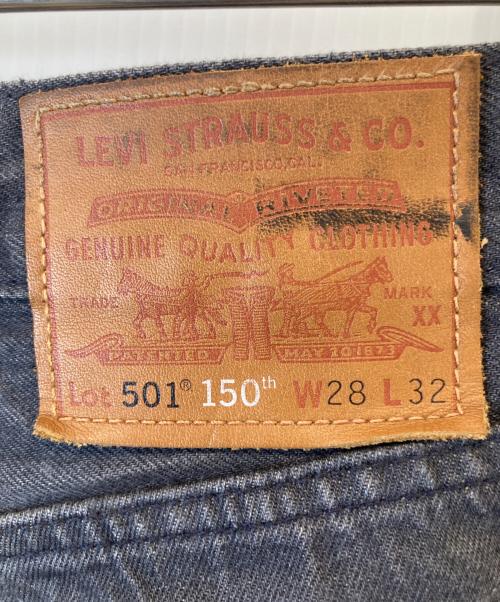 LEVI STRAUSS & CO.
SAN FRANCISCO, CAL.
ORIGINAL RIVETED
GENUINE QUALITY CLOTHING
TRADE MARK
XX
PATENTED MAY 20 1873
Lot 501® 150th W28 L32